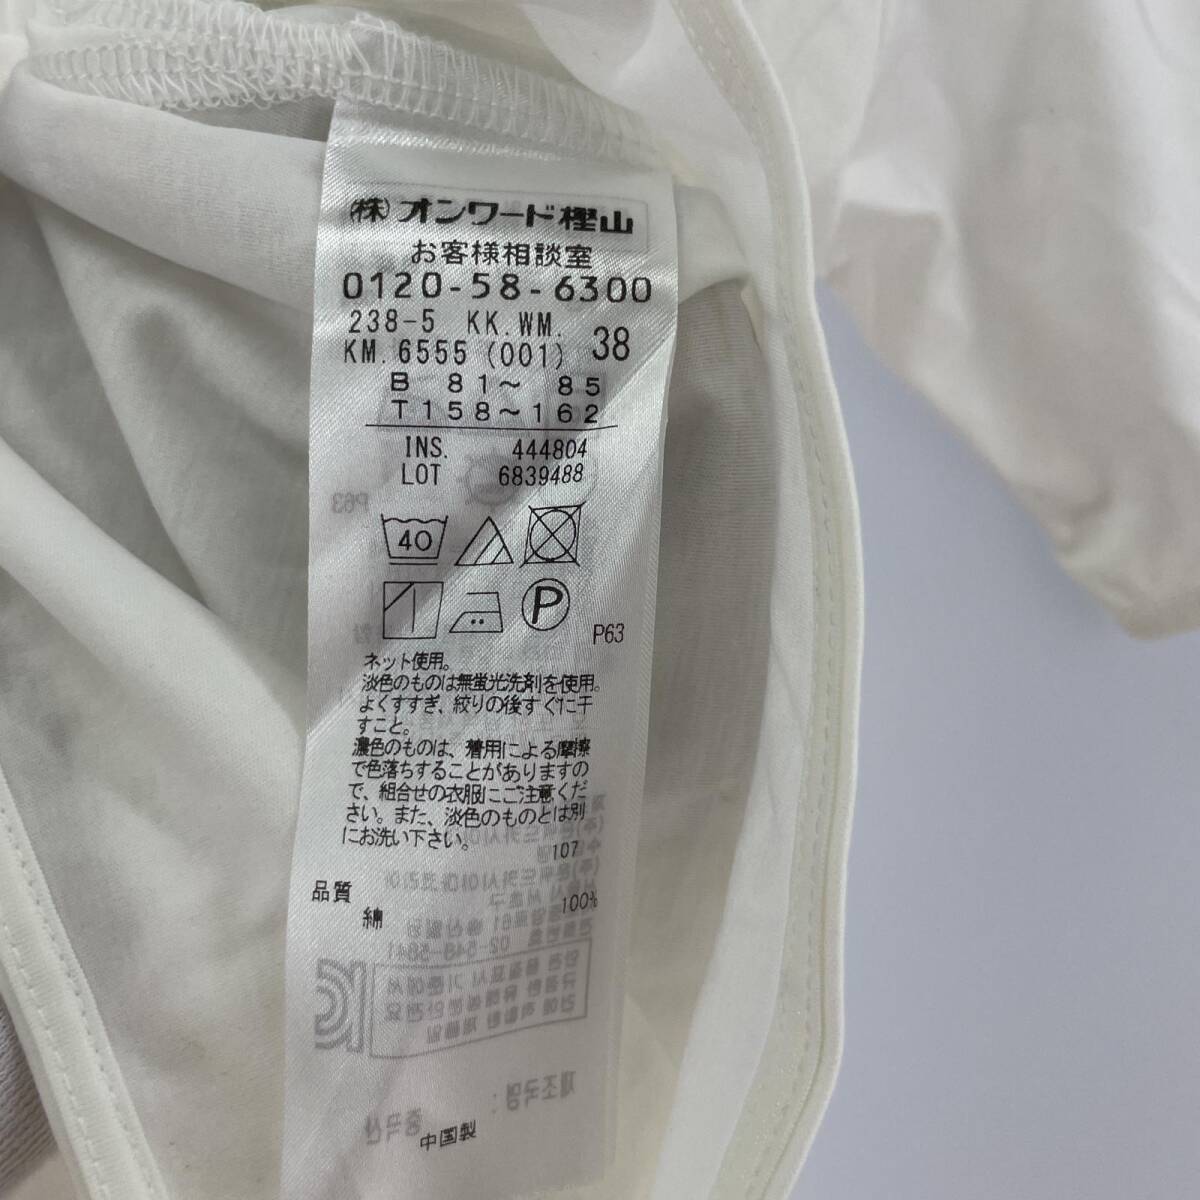 ㈱オンワード樫山
お客様相談室
0120-58-6300
238-5 KK.WM.
KM.6555(001) 38
B 81～ 85
T158～162
INS. 444804
LOT 6839488
40
P
P63
ネット使用。
淡色のものは無蛍光洗剤を使用。
よくすすぎ、絞りの後すぐに干
すこと。
濃色のものは、着用による摩擦
で色落ちすることがありますの
で、組合せの衣服にご注意くだ
さい。また、淡色のものとは別
にお洗い下さい。
107
品質
綿 100%
中国製